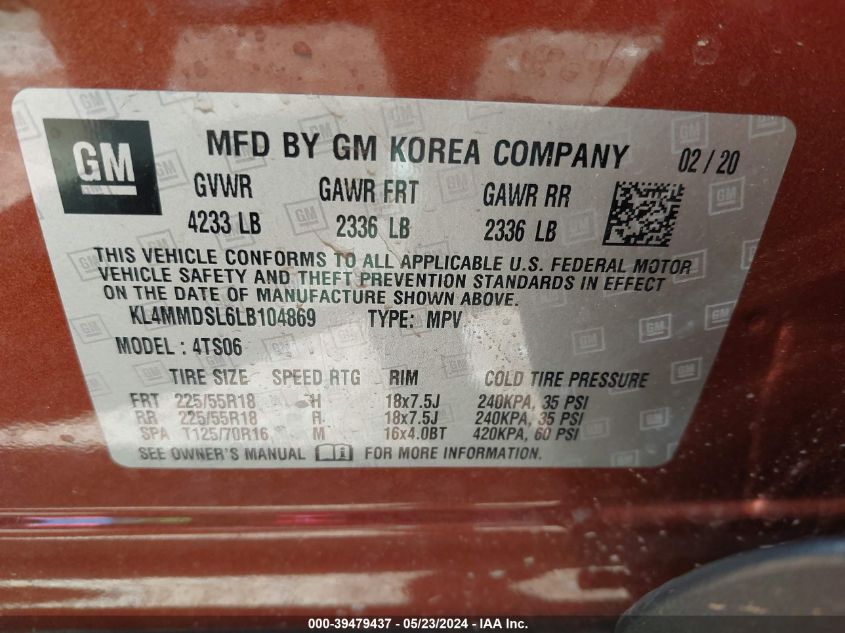 GM MFD BY GM KOREA COMPANY 02/20
GVWR GAWR FRT GAWR RR
4233 LB 2336 LB 2336 LB
THIS VEHICLE CONFORMS TO ALL APPLICABLE U.S. FEDERAL MOTOR
VEHICLE SAFETY AND THEFT PREVENTION STANDARDS IN EFFECT
ON THE DATE OF MANUFACTURE SHOWN ABOVE.
KL4MMDSL6LB104869 TYPE: MPV
MODEL : 4TS06
TIRE SIZE SPEED RTG RIM COLD TIRE PRESSURE
FRT 225/55R18 H 18x7.5J 240KPA, 35 PSI
RR 225/55R18 H 18x7.5J 240KPA, 35 PSI
SPA T125/70R16 M 16x4.0BT 420KPA, 60 PSI
SEE OWNER'S MANUAL FOR MORE INFORMATION.
000-39479437 - 05/23/2024 - IAA Inc.